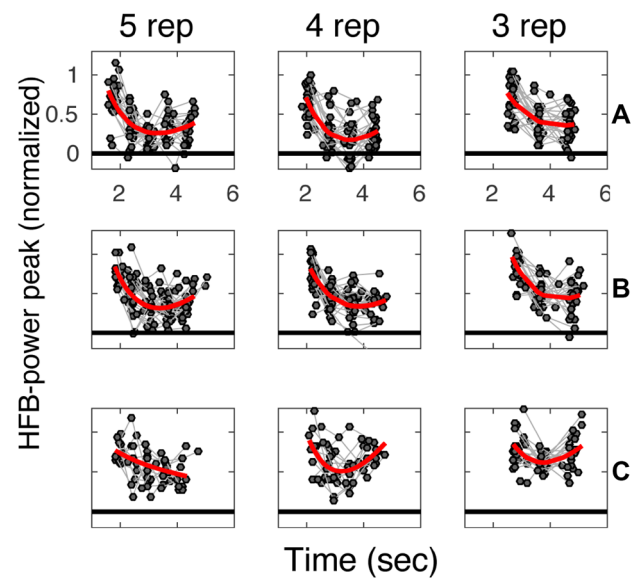 5 rep 4 rep 3 rep
HFB-power peak (normalized)
1
0.5
0
A
2 4 6 2 4 6 2 4 6
B
C
Time (sec)